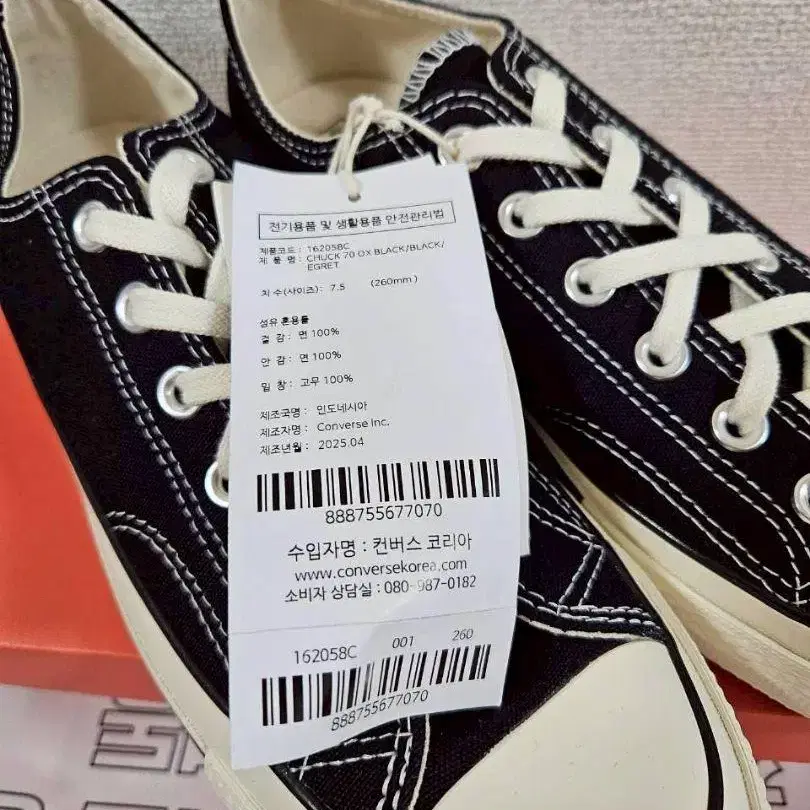 전기용품 및 생활용품 안전관리법
제품코드 : 162058C
제 품 명 : CHUCK 70 OX BLACK/BLACK/
EGRET
치 수(사이즈) : 7.5 (260mm)
섬유 혼용률
겉 감 : 면 100%
안 감 : 면 100%
밑 창 : 고무 100%
제조국명 : 인도네시아
제조자명 : Converse Inc.
제조년월 : 2025.04
888755677070
수입자명 : 컨버스 코리아
www.conversekorea.com
소비자 상담실 : 080-987-0182
162058C 001 260
888755677070